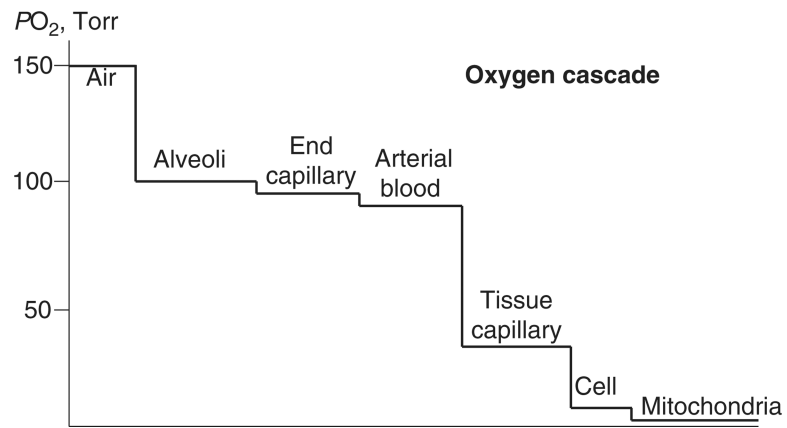 PO₂, Torr
Oxygen cascade
150
Air
100
Alveoli
End
capillary
Arterial
blood
50
Tissue
capillary
Cell
Mitochondria